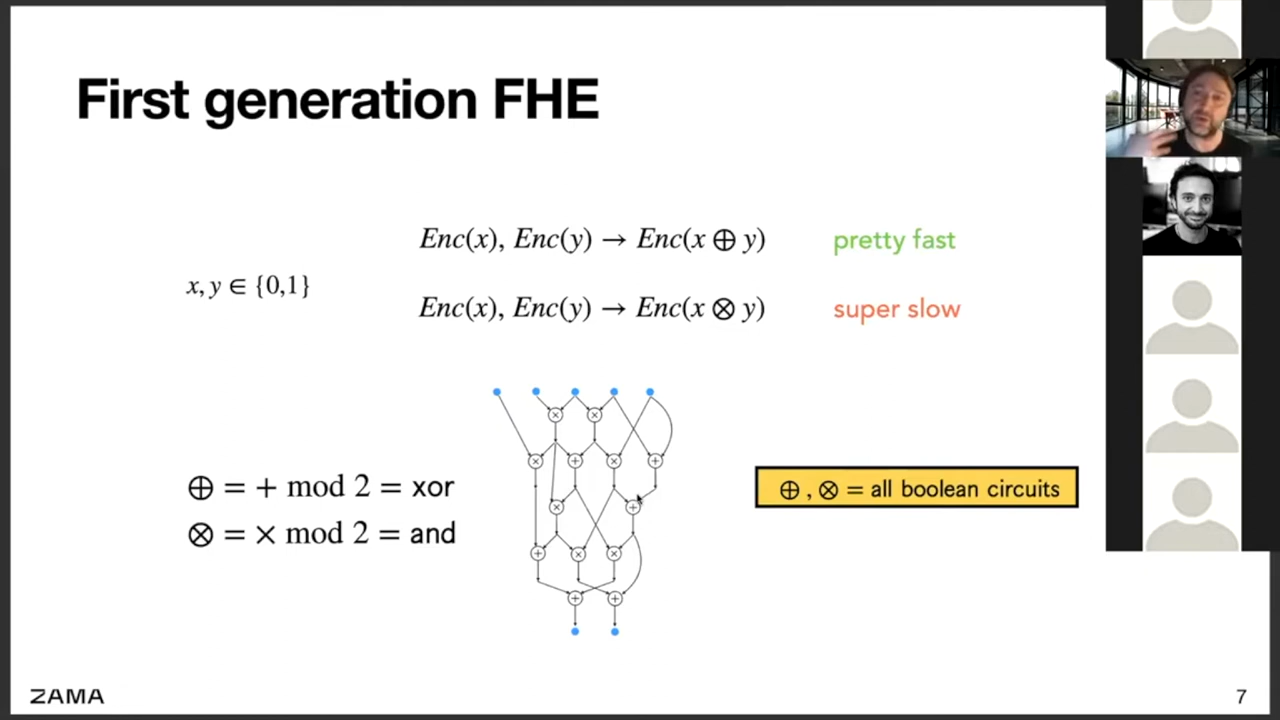 First generation FHE
Enc(x), Enc(y) → Enc(x ⊕ y) pretty fast
x, y ∈ {0,1}
Enc(x), Enc(y) → Enc(x ⊗ y) super slow
⊕ = + mod 2 = xor
⊗ = × mod 2 = and
⊕ , ⊗ = all boolean circuits
ZAMA
7